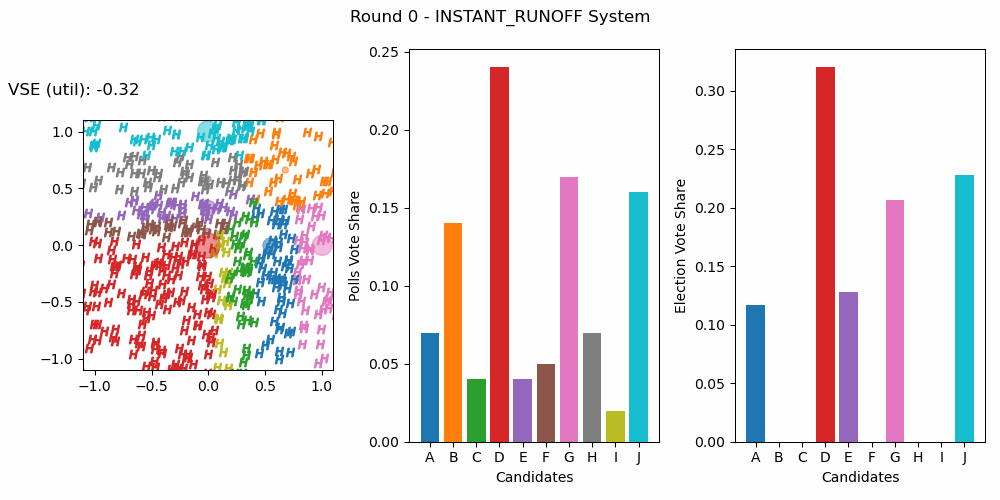 Round 0 - INSTANT_RUNOFF System
VSE (util): -0.32
1.0
0.5
0.0
−0.5
−1.0
−1.0 −0.5 0.0 0.5 1.0
Polls Vote Share
0.25
0.20
0.15
0.10
0.05
0.00
A B C D E F G H I J
Candidates
Election Vote Share
0.30
0.25
0.20
0.15
0.10
0.05
0.00
A B C D E F G H I J
Candidates